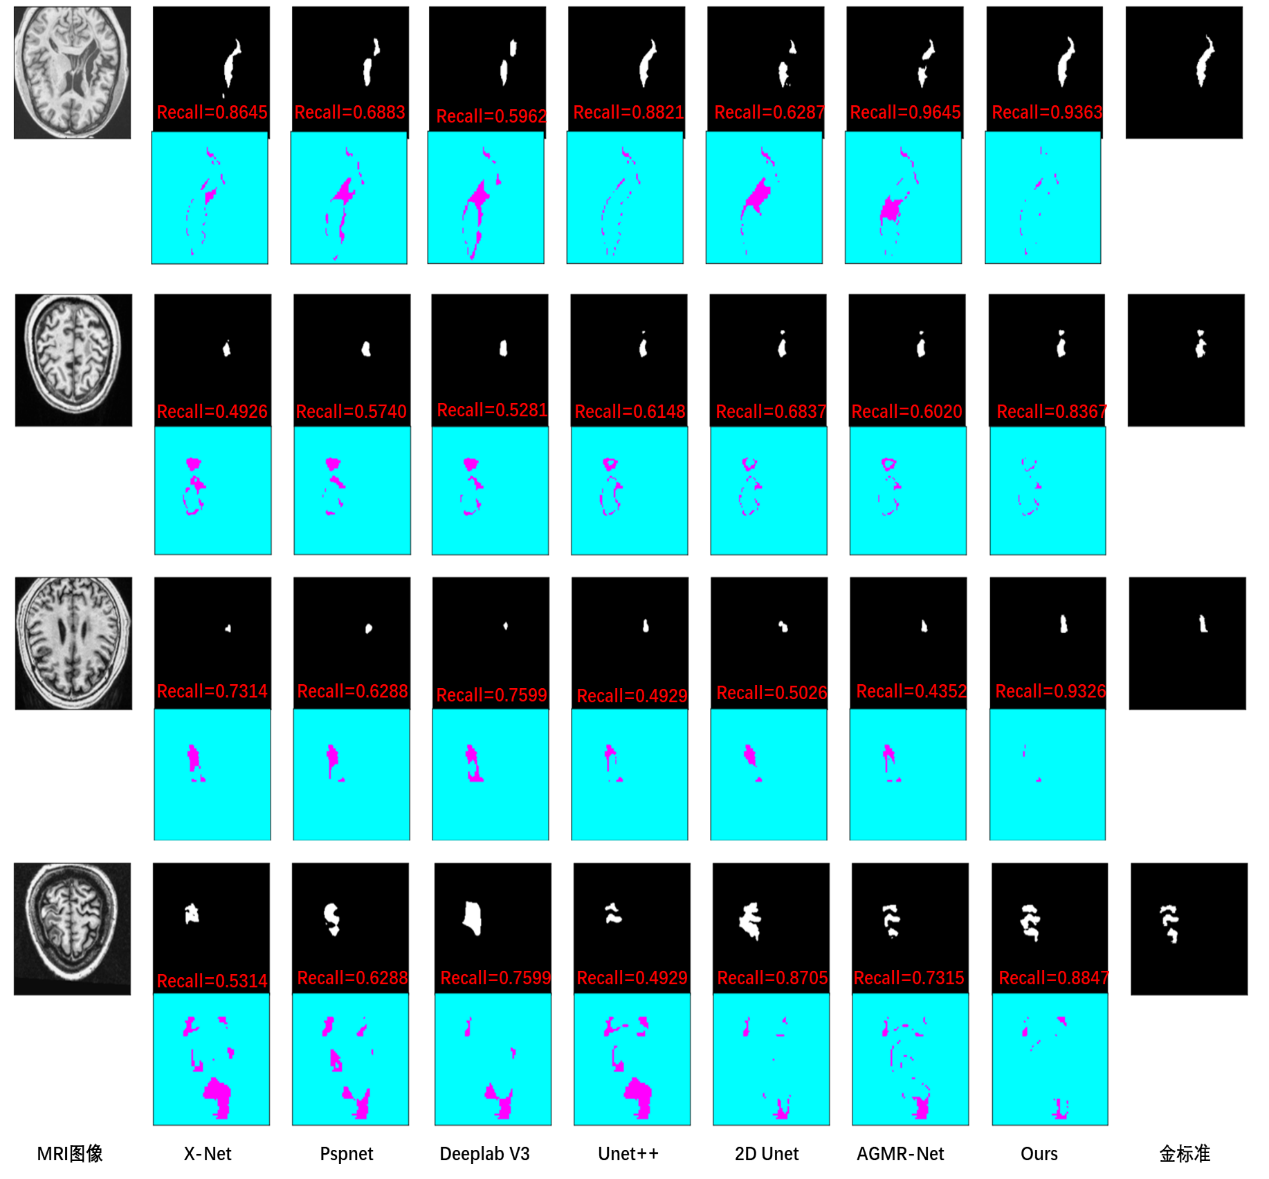 Recall=0.8645 Recall=0.6883 Recall=0.5962 Recall=0.8821 Recall=0.6287 Recall=0.9645 Recall=0.9363
Recall=0.4926 Recall=0.5740 Recall=0.5281 Recall=0.6148 Recall=0.6837 Recall=0.6020 Recall=0.8367
Recall=0.7314 Recall=0.6288 Recall=0.7599 Recall=0.4929 Recall=0.5026 Recall=0.4352 Recall=0.9326
Recall=0.5314 Recall=0.6288 Recall=0.7599 Recall=0.4929 Recall=0.8705 Recall=0.7315 Recall=0.8847
MRI图像 X-Net Pspnet Deeplab V3 Unet++ 2D Unet AGMR-Net Ours 金标准